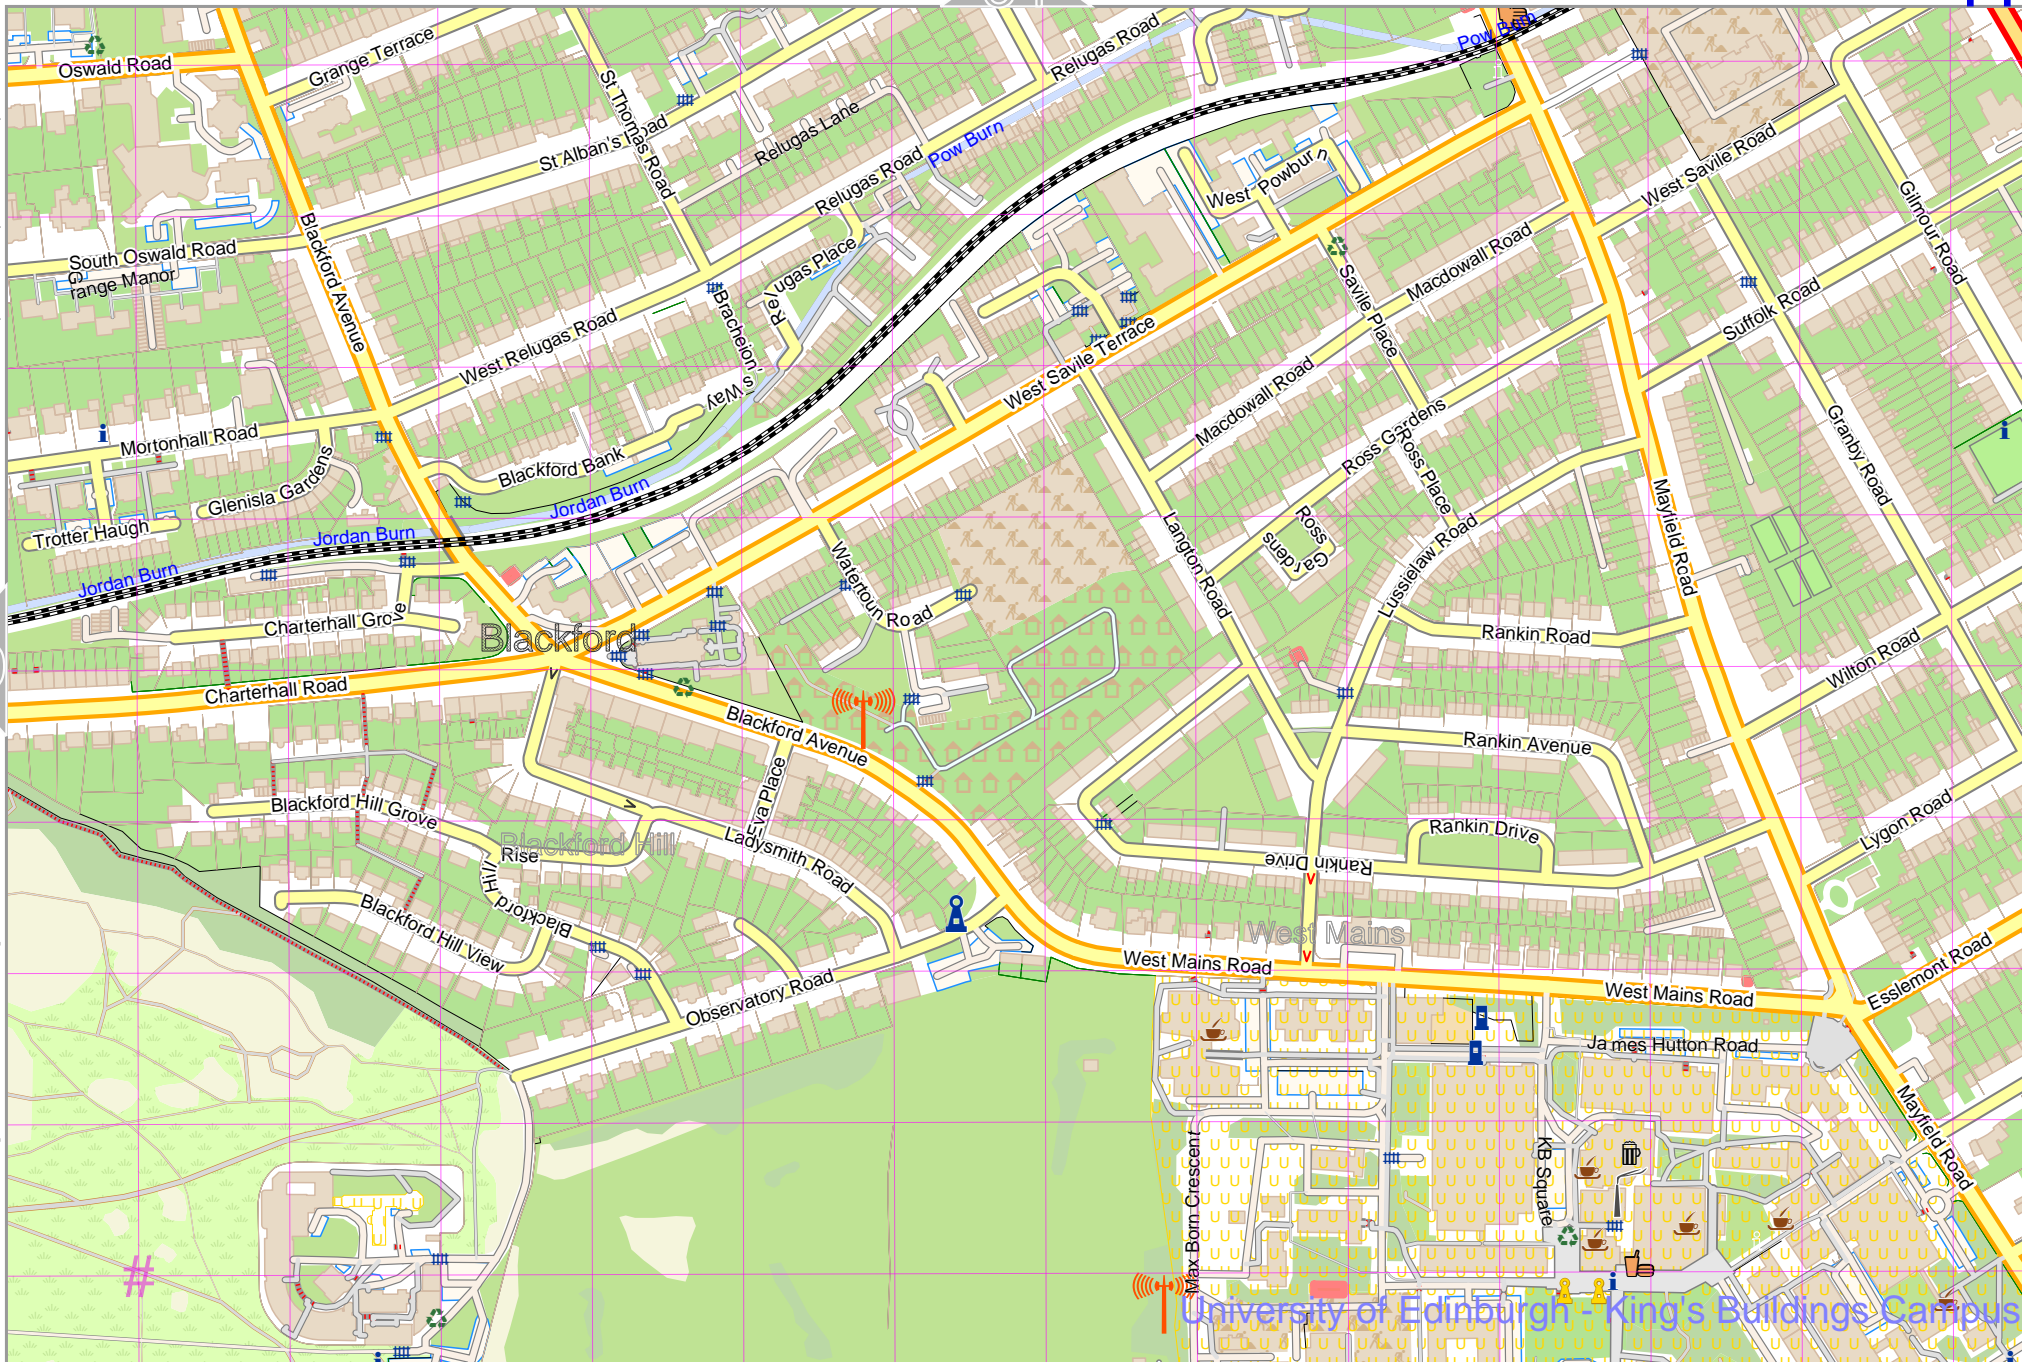 Pow Burn
Oswald Road
Grange Terrace
Relugas Road
St Thomas Road
Relugas Lane
St Alban's Road
Pow Burn
Relugas Road
West Powburn
West Savile Road
Gilmour Road
Blackford Avenue
South Oswald Road
Grange Manor
Relugas Place
Macdowall Road
Savile Place
Suffolk Road
West Relugas Road
Bracheion's Way
West Savile Terrace
Macdowall Road
Ross Gardens
Ross Place
Granby Road
Mortonhall Road
Glenisla Gardens
Blackford Bank
Jordan Burn
Trotter Haugh
Jordan Burn
Jordan Burn
Mayfield Road
Langton Road
Ross Gardens
Lussielaw Road
Watertoun Road
Charterhall Grove
Blackford
Rankin Road
Wilton Road
Charterhall Road
Blackford Avenue
Rankin Avenue
Eva Place
Blackford Hill Grove
Blackford Hill
Ladysmith Road
Rankin Drive
Rankin Drive
Lygon Road
Blackford Hill Rise
Blackford Hill View
West Mains
West Mains Road
West Mains Road
Esslemont Road
Observatory Road
James Hutton Road
Mayfield Road
KB Square
Max Born Crescent
#
University of Edinburgh - King's Buildings Campus